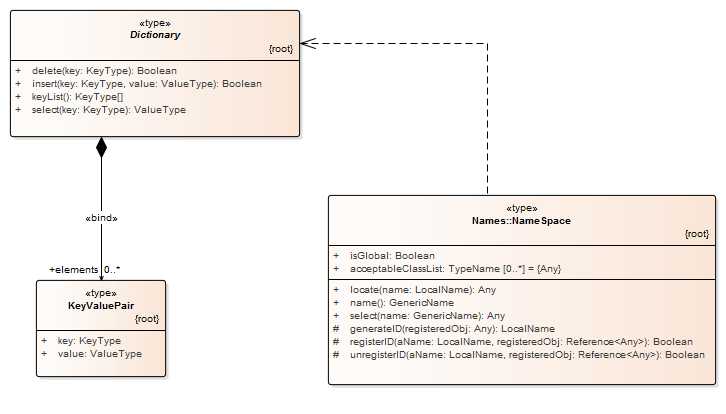 «type»
Dictionary
{root}
+ delete(key: KeyType): Boolean
+ insert(key: KeyType, value: ValueType): Boolean
+ keyList(): KeyType[]
+ select(key: KeyType): ValueType
«bind»
+elements 0..*
«type»
KeyValuePair
{root}
+ key: KeyType
+ value: ValueType
«type»
Names::NameSpace
{root}
+ isGlobal: Boolean
+ acceptableClassList: TypeName [0..*] = {Any}
+ locate(name: LocalName): Any
+ name(): GenericName
+ select(name: GenericName): Any
# generateID(registeredObj: Any): LocalName
# registerID(aName: LocalName, registeredObj: Reference<Any>): Boolean
# unregisterID(aName: LocalName, registeredObj: Reference<Any>): Boolean